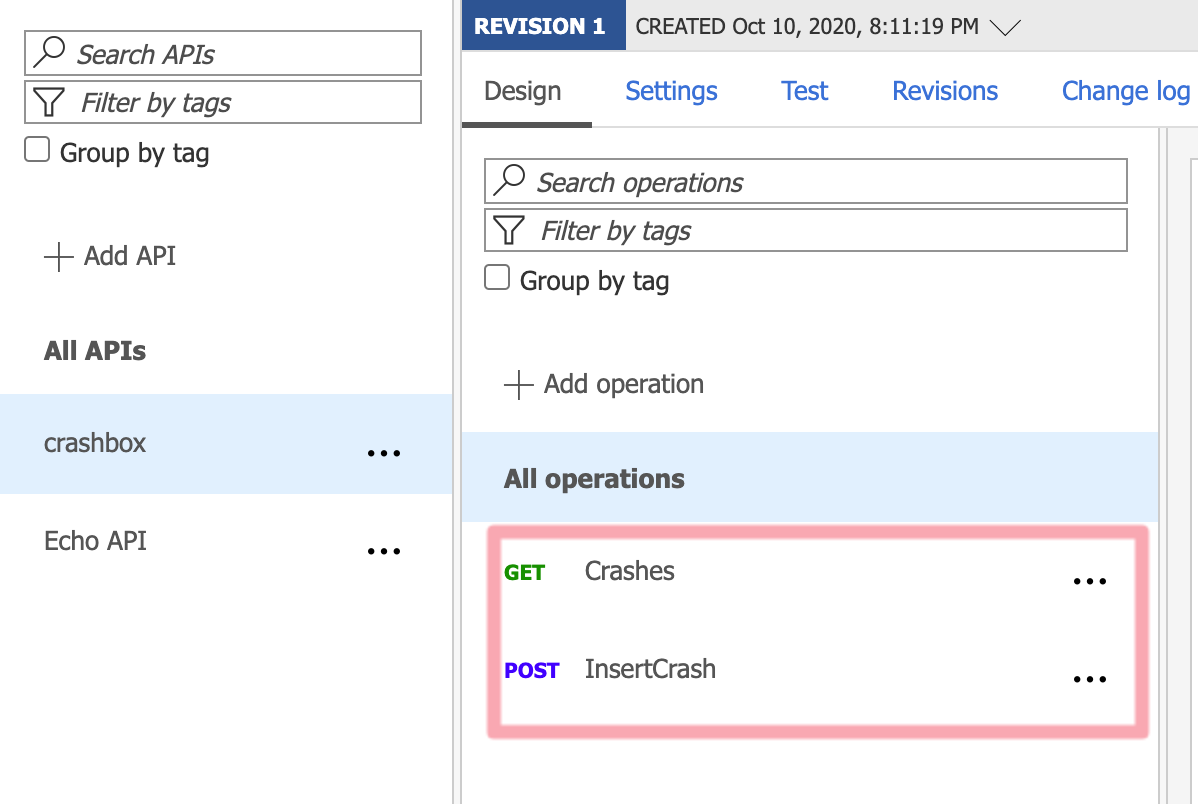 Search APIs
Filter by tags
Group by tag
Add API
All APIs
crashbox
Echo API
REVISION 1
CREATED Oct 10, 2020, 8:11:19 PM
Design Settings Test Revisions Change log
Search operations
Filter by tags
Group by tag
Add operation
All operations
GET Crashes
POST InsertCrash